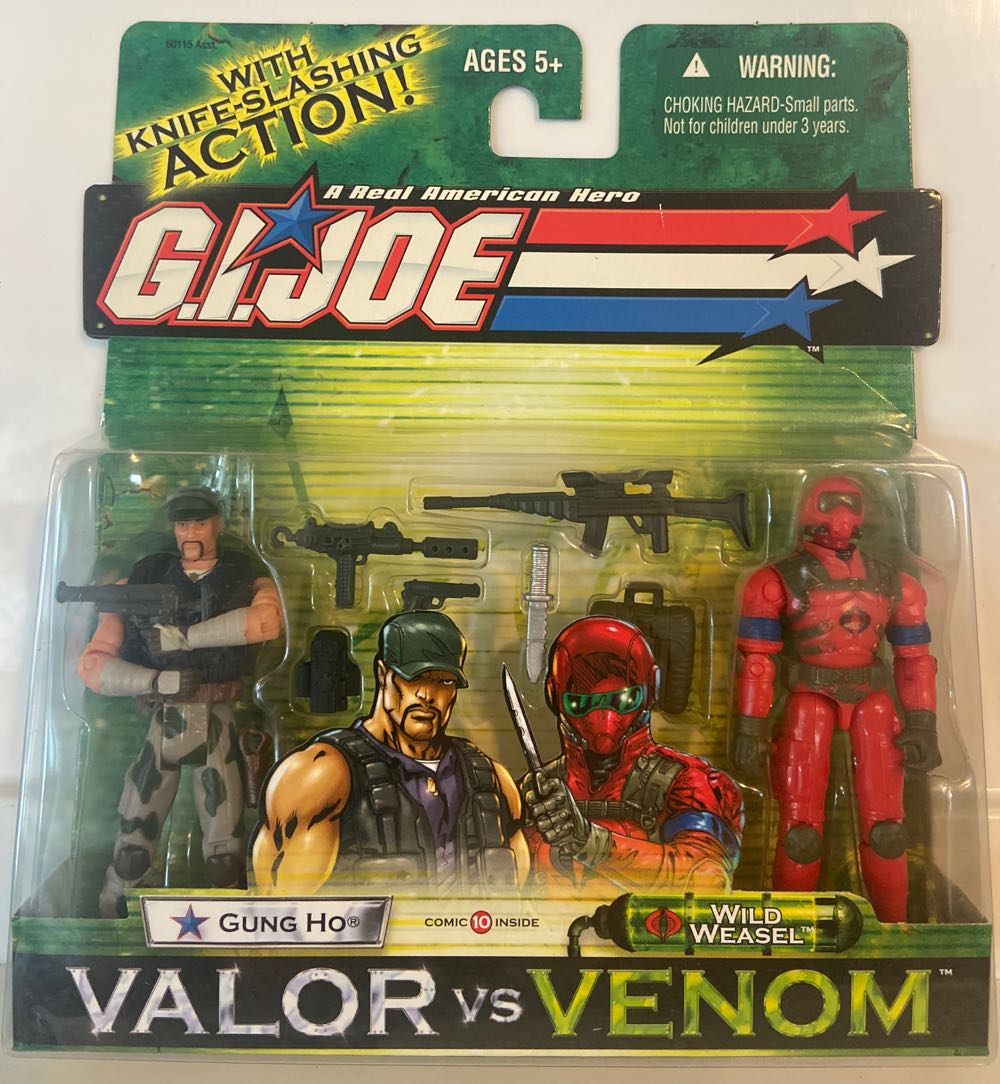 60115 Asst.
WITH
KNIFE-SLASHING
ACTION!
AGES 5+
WARNING:
CHOKING HAZARD-Small parts.
Not for children under 3 years.
A Real American Hero
G.I.JOE
TM
GUNG HO®
COMIC 10 INSIDE
WILD
WEASEL™
VALOR VS VENOM™